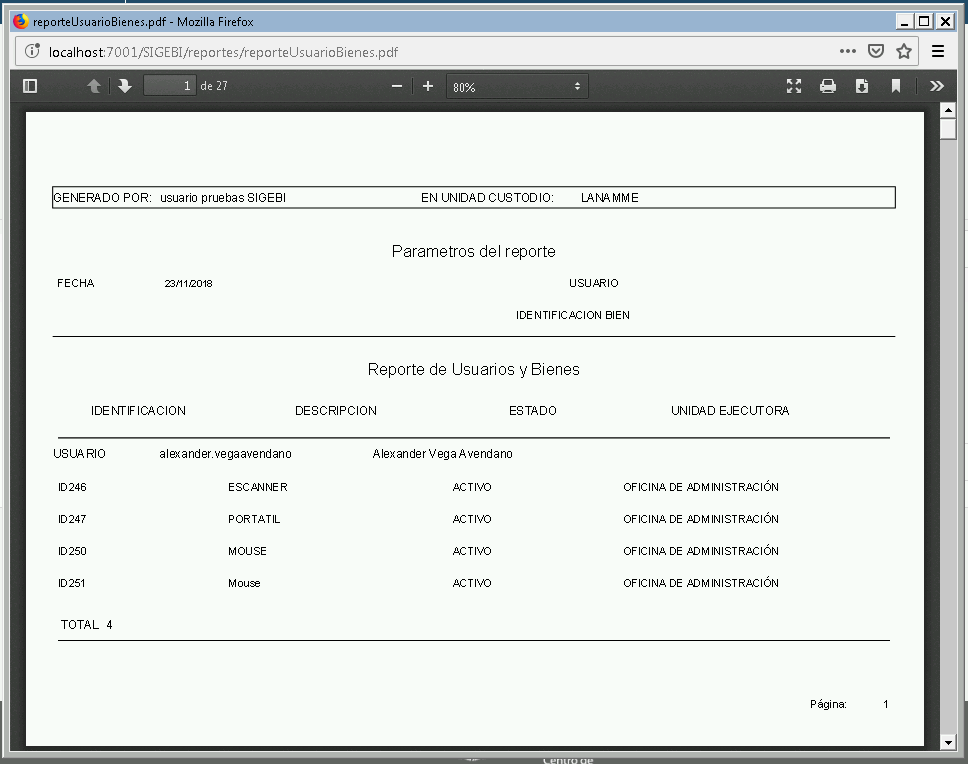 reporteUsuarioBienes.pdf - Mozilla Firefox
localhost:7001/SIGEBI/reportes/reporteUsuarioBienes.pdf
1 de 27 80%
GENERADO POR: usuario pruebas SIGEBI EN UNIDAD CUSTODIO: LANAMME
Parametros del reporte
FECHA 23/11/2018 USUARIO
IDENTIFICACION BIEN
Reporte de Usuarios y Bienes
IDENTIFICACION DESCRIPCION ESTADO UNIDAD EJECUTORA
USUARIO alexander.vegaavendano Alexander Vega Avendano
ID246 ESCANNER ACTIVO OFICINA DE ADMINISTRACIÓN
ID247 PORTATIL ACTIVO OFICINA DE ADMINISTRACIÓN
ID250 MOUSE ACTIVO OFICINA DE ADMINISTRACIÓN
ID251 Mouse ACTIVO OFICINA DE ADMINISTRACIÓN
TOTAL 4
Página: 1
Centro de